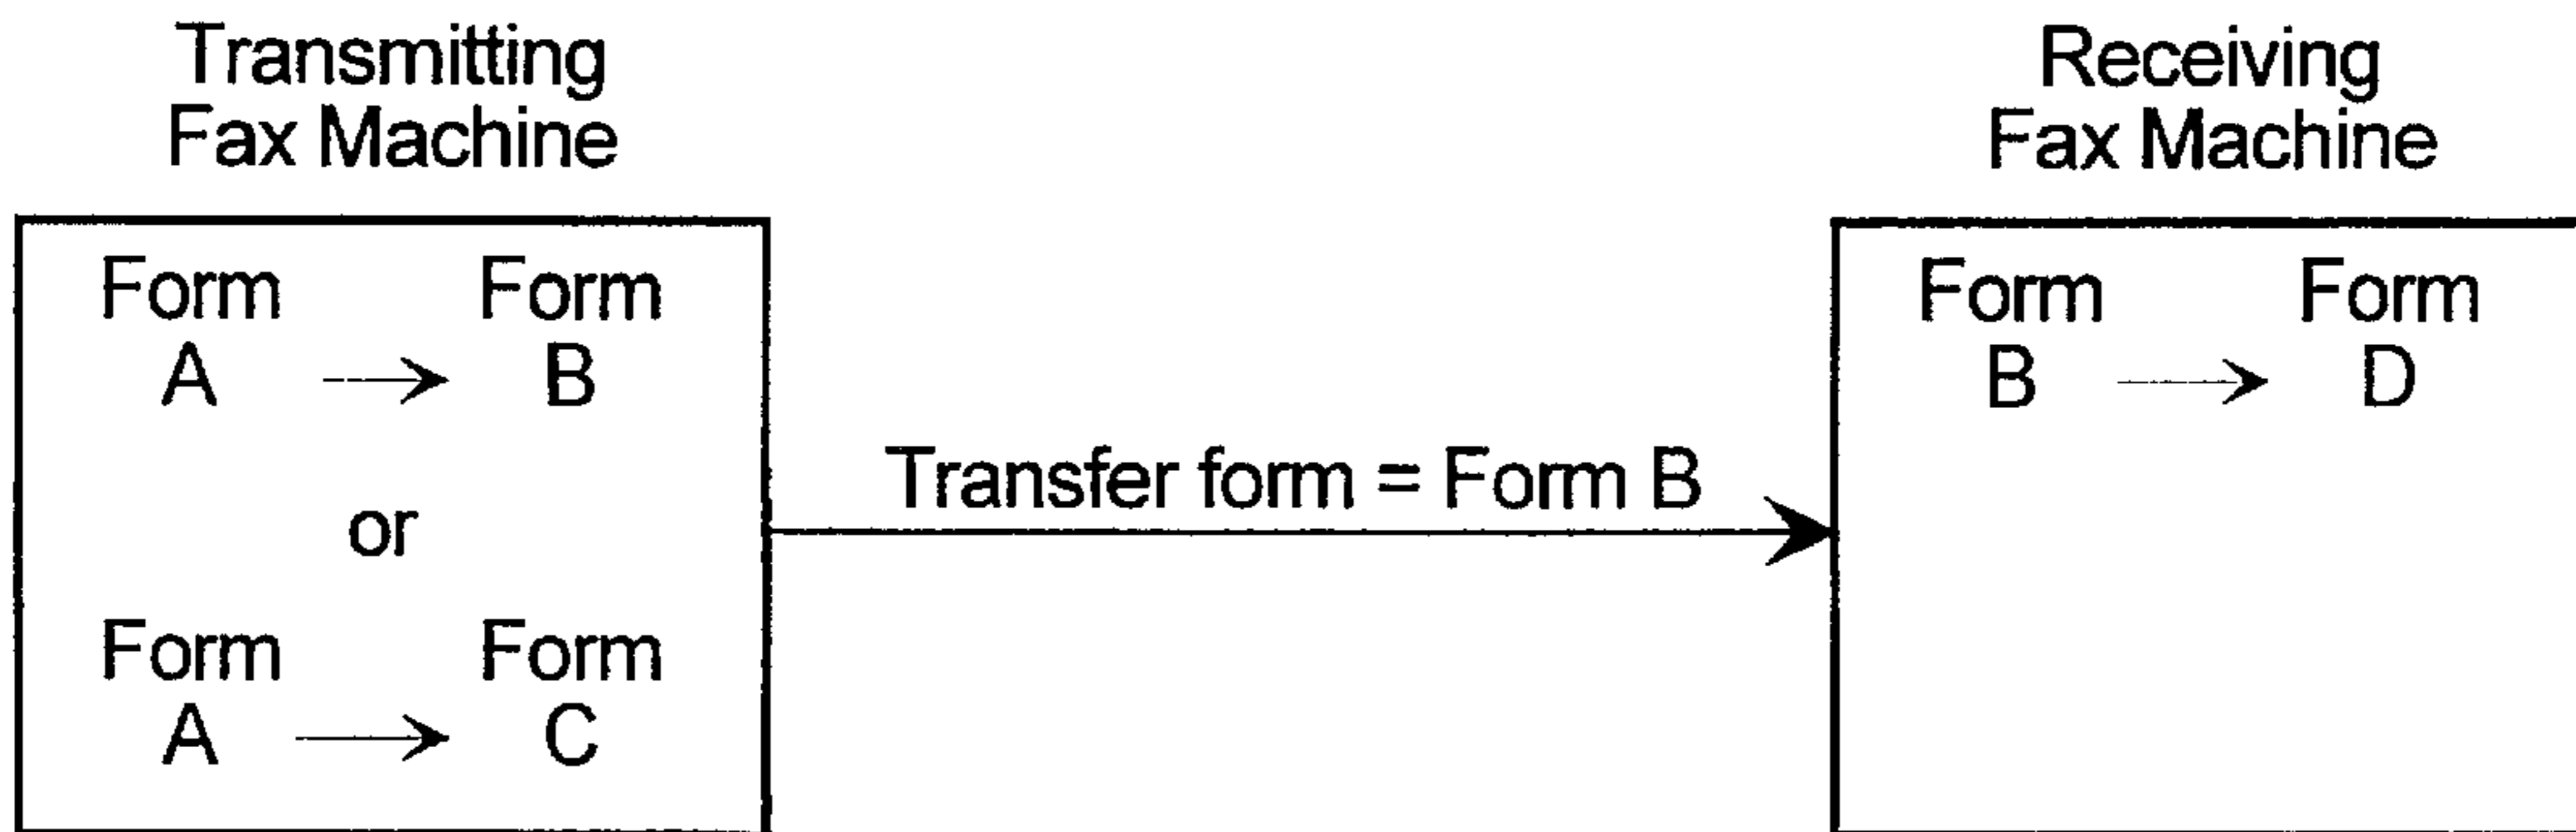 Transmitting
Fax Machine
Receiving
Fax Machine
Form Form
A B
or
Form Form
A C
Transfer form = Form B
Form Form
B D